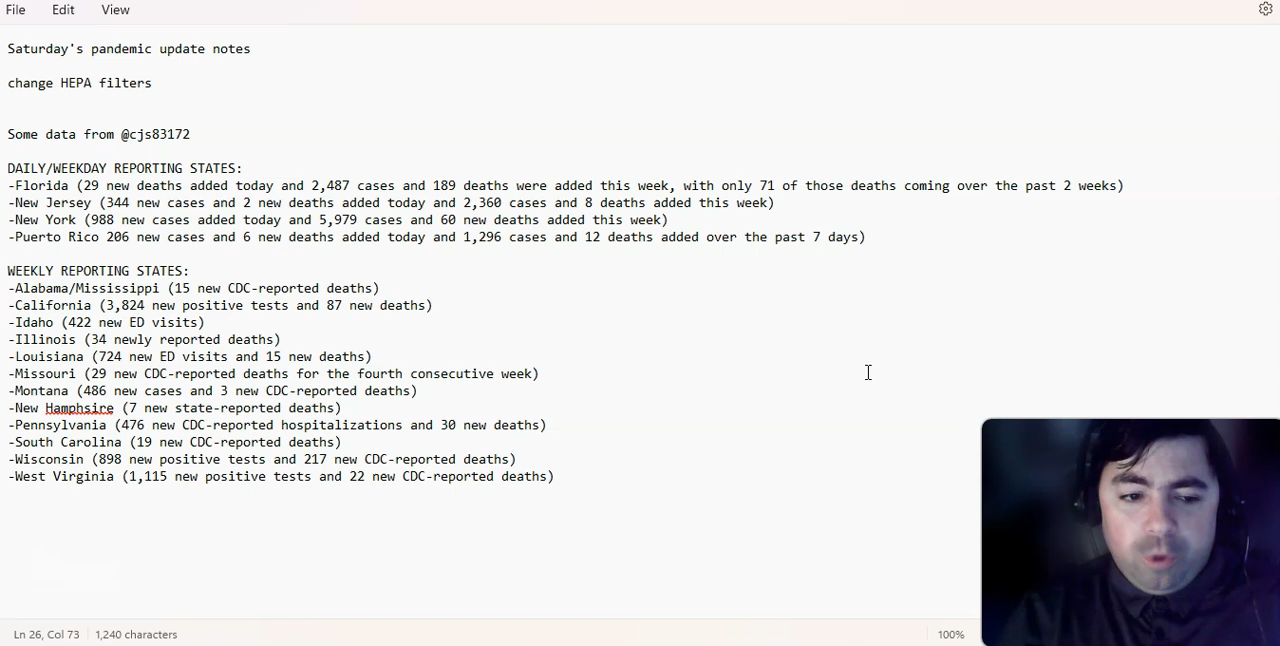 File Edit View
Saturday's pandemic update notes
change HEPA filters
Some data from @cjs83172
DAILY/WEEKDAY REPORTING STATES:
-Florida (29 new deaths added today and 2,487 cases and 189 deaths were added this week, with only 71 of those deaths coming over the past 2 weeks)
-New Jersey (344 new cases and 2 new deaths added today and 2,360 cases and 8 deaths added this week)
-New York (988 new cases added today and 5,979 cases and 60 new deaths added this week)
-Puerto Rico 206 new cases and 6 new deaths added today and 1,296 cases and 12 deaths added over the past 7 days)
WEEKLY REPORTING STATES:
-Alabama/Mississippi (15 new CDC-reported deaths)
-California (3,824 new positive tests and 87 new deaths)
-Idaho (422 new ED visits)
-Illinois (34 newly reported deaths)
-Louisiana (724 new ED visits and 15 new deaths)
-Missouri (29 new CDC-reported deaths for the fourth consecutive week)
-Montana (486 new cases and 3 new CDC-reported deaths)
-New Hamphsire (7 new state-reported deaths)
-Pennsylvania (476 new CDC-reported hospitalizations and 30 new deaths)
-South Carolina (19 new CDC-reported deaths)
-Wisconsin (898 new positive tests and 217 new CDC-reported deaths)
-West Virginia (1,115 new positive tests and 22 new CDC-reported deaths)
Ln 26, Col 73 1,240 characters 100%